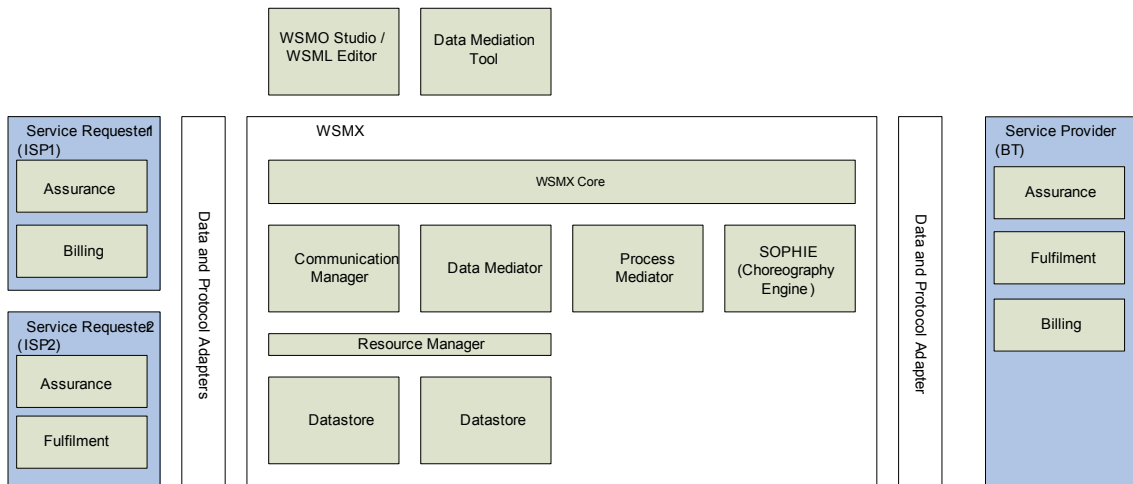 WSMO Studio /
WSML Editor
Data Mediation
Tool
Service Requester1
(ISP1)
Assurance
Billing
Service Requester2
(ISP2)
Assurance
Fulfilment
Data and Protocol Adapters
WSMX
WSMX Core
Communication
Manager
Data Mediator
Process
Mediator
SOPHIE
(Choreography
Engine)
Resource Manager
Datastore
Datastore
Data and Protocol Adapter
Service Provider
(BT)
Assurance
Fulfilment
Billing